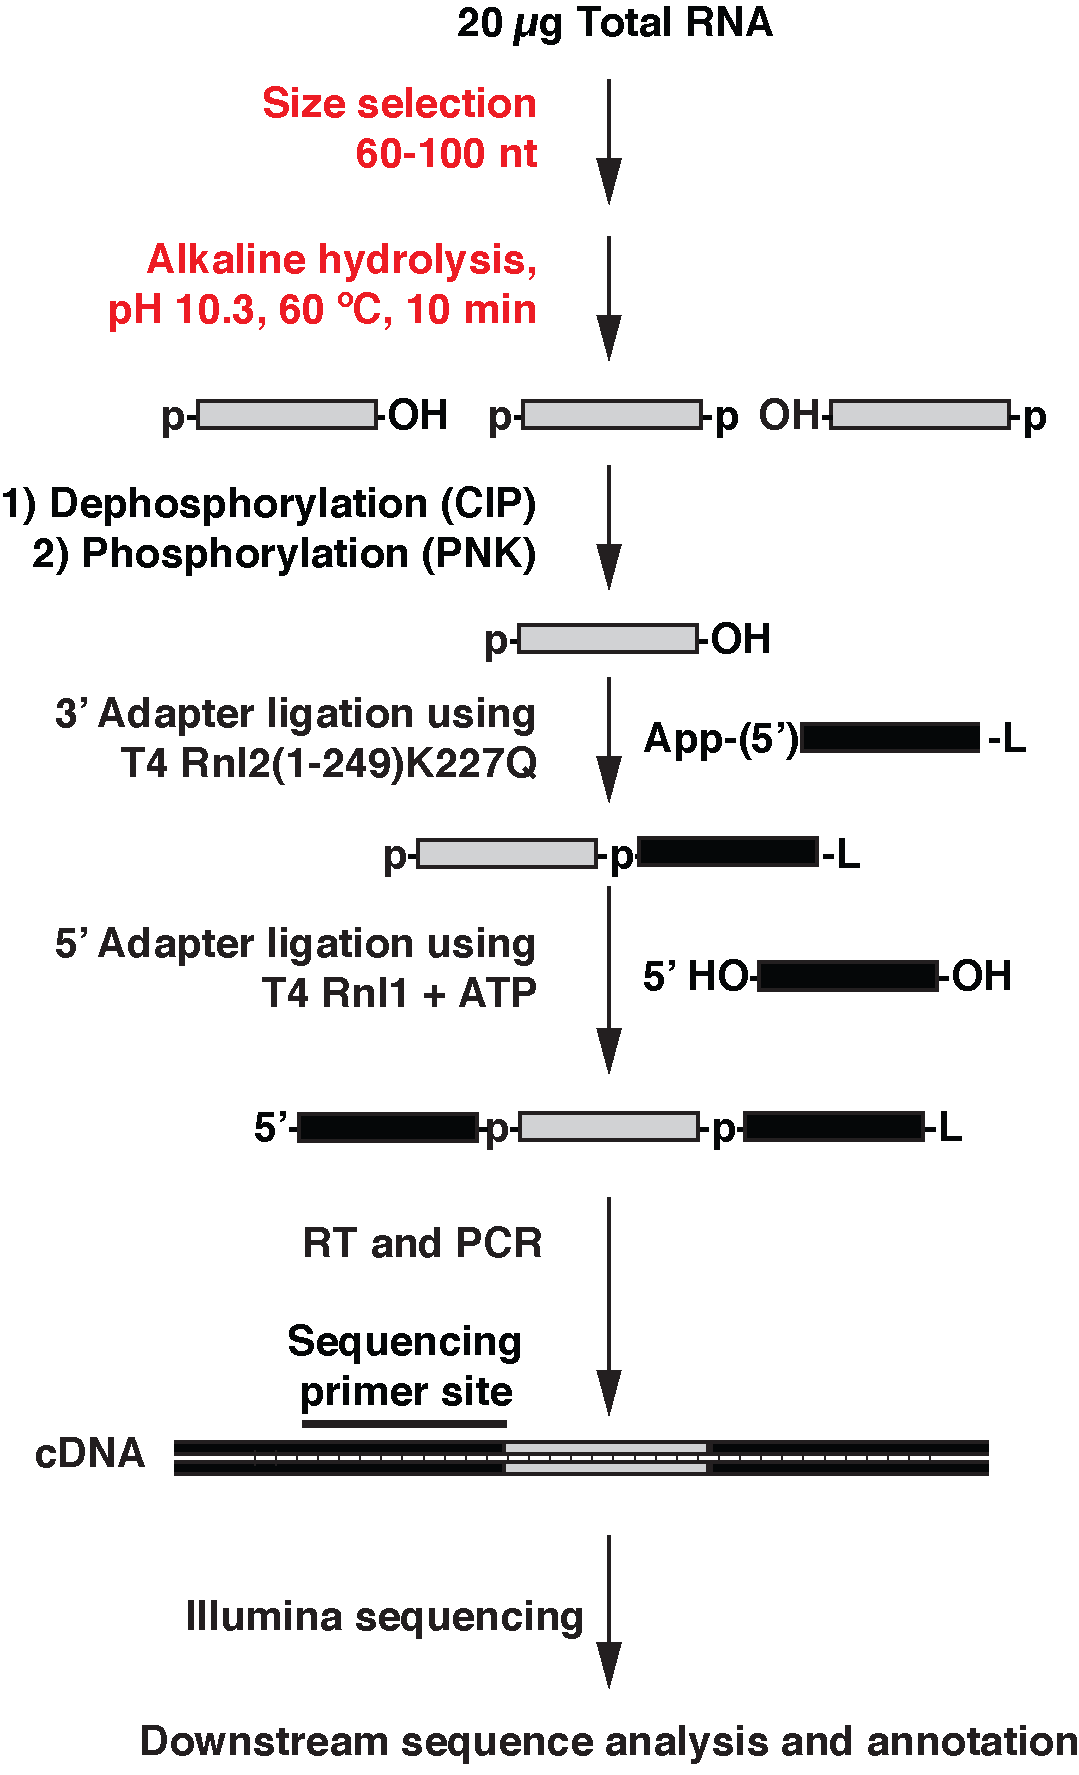 20 µg Total RNA
Size selection
60-100 nt
Alkaline hydrolysis,
pH 10.3, 60 ºC, 10 min
p- -OH p- -p OH- -p
1) Dephosphorylation (CIP)
2) Phosphorylation (PNK)
p- -OH
3’ Adapter ligation using
T4 Rnl2(1-249)K227Q
App-(5’) -L
p- -p- -L
5’ Adapter ligation using
T4 Rnl1 + ATP
5’ HO- -OH
5’- -p- -p- -L
RT and PCR
Sequencing
primer site
cDNA
Illumina sequencing
Downstream sequence analysis and annotation